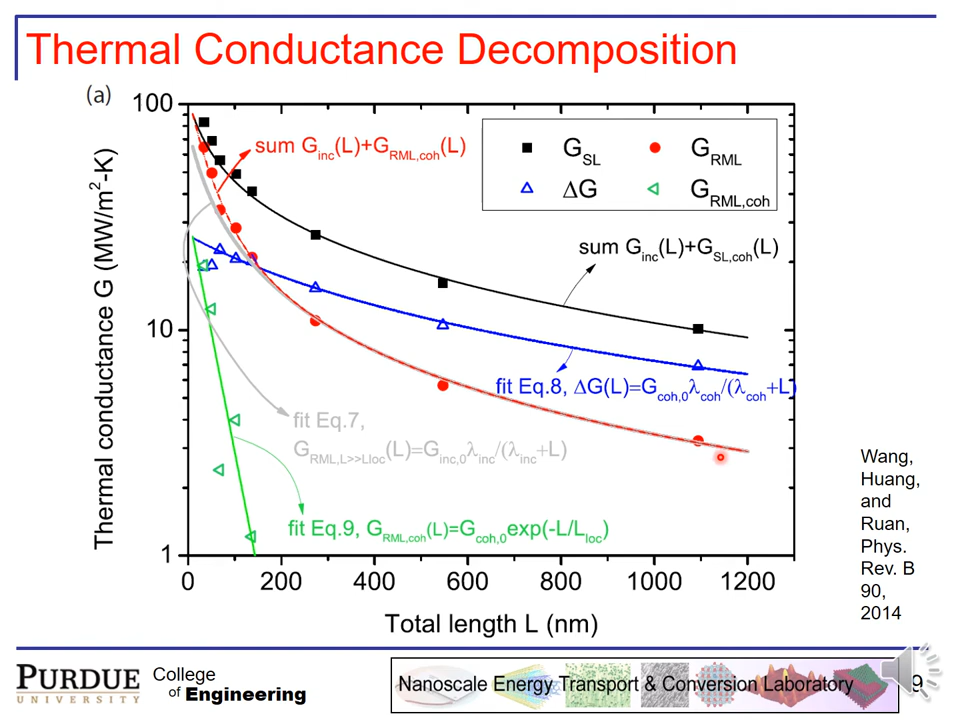 Thermal Conductance Decomposition
(a)
Thermal conductance G (MW/m²-K)
100
10
1
sum G_inc(L)+G_RML,coh(L)
G_SL
G_RML
ΔG
G_RML,coh
sum G_inc(L)+G_SL,coh(L)
fit Eq.8, ΔG(L)=G_coh,0λ_coh/(λ_coh+L)
fit Eq.7,
G_RML,L>>Lloc(L)=G_inc,0λ_inc/(λ_inc+L)
fit Eq.9, G_RML,coh(L)=G_coh,0exp(-L/L_loc)
0 200 400 600 800 1000 1200
Total length L (nm)
Wang,
Huang,
and
Ruan,
Phys.
Rev. B
90,
2014
PURDUE
UNIVERSITY
College
of Engineering
Nanoscale Energy Transport & Conversion Laboratory
9